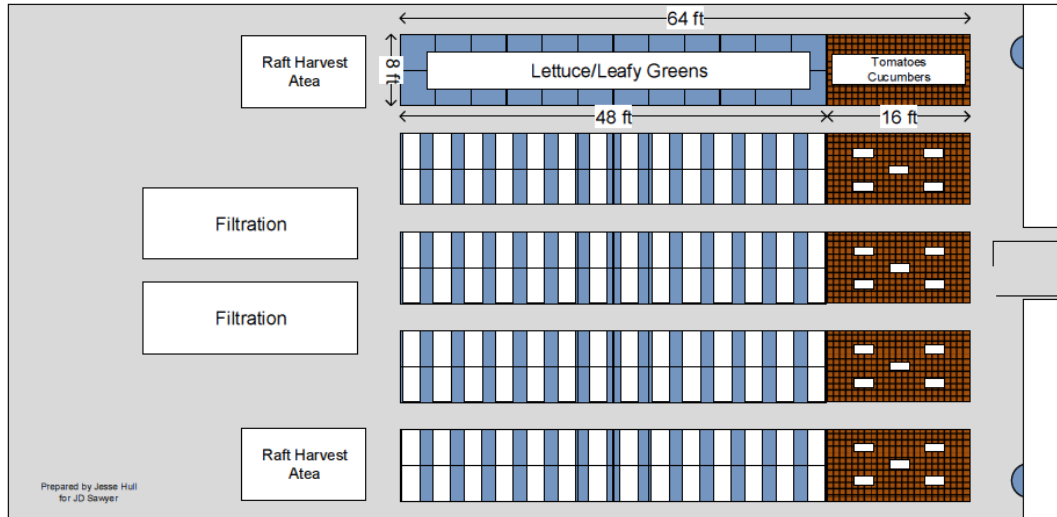 64 ft
Raft Harvest
Atea
8 ft
Lettuce/Leafy Greens
Tomatoes
Cucumbers
48 ft
16 ft
Filtration
Filtration
Raft Harvest
Atea
Prepared by Jesse Hull
for JD Sawyer